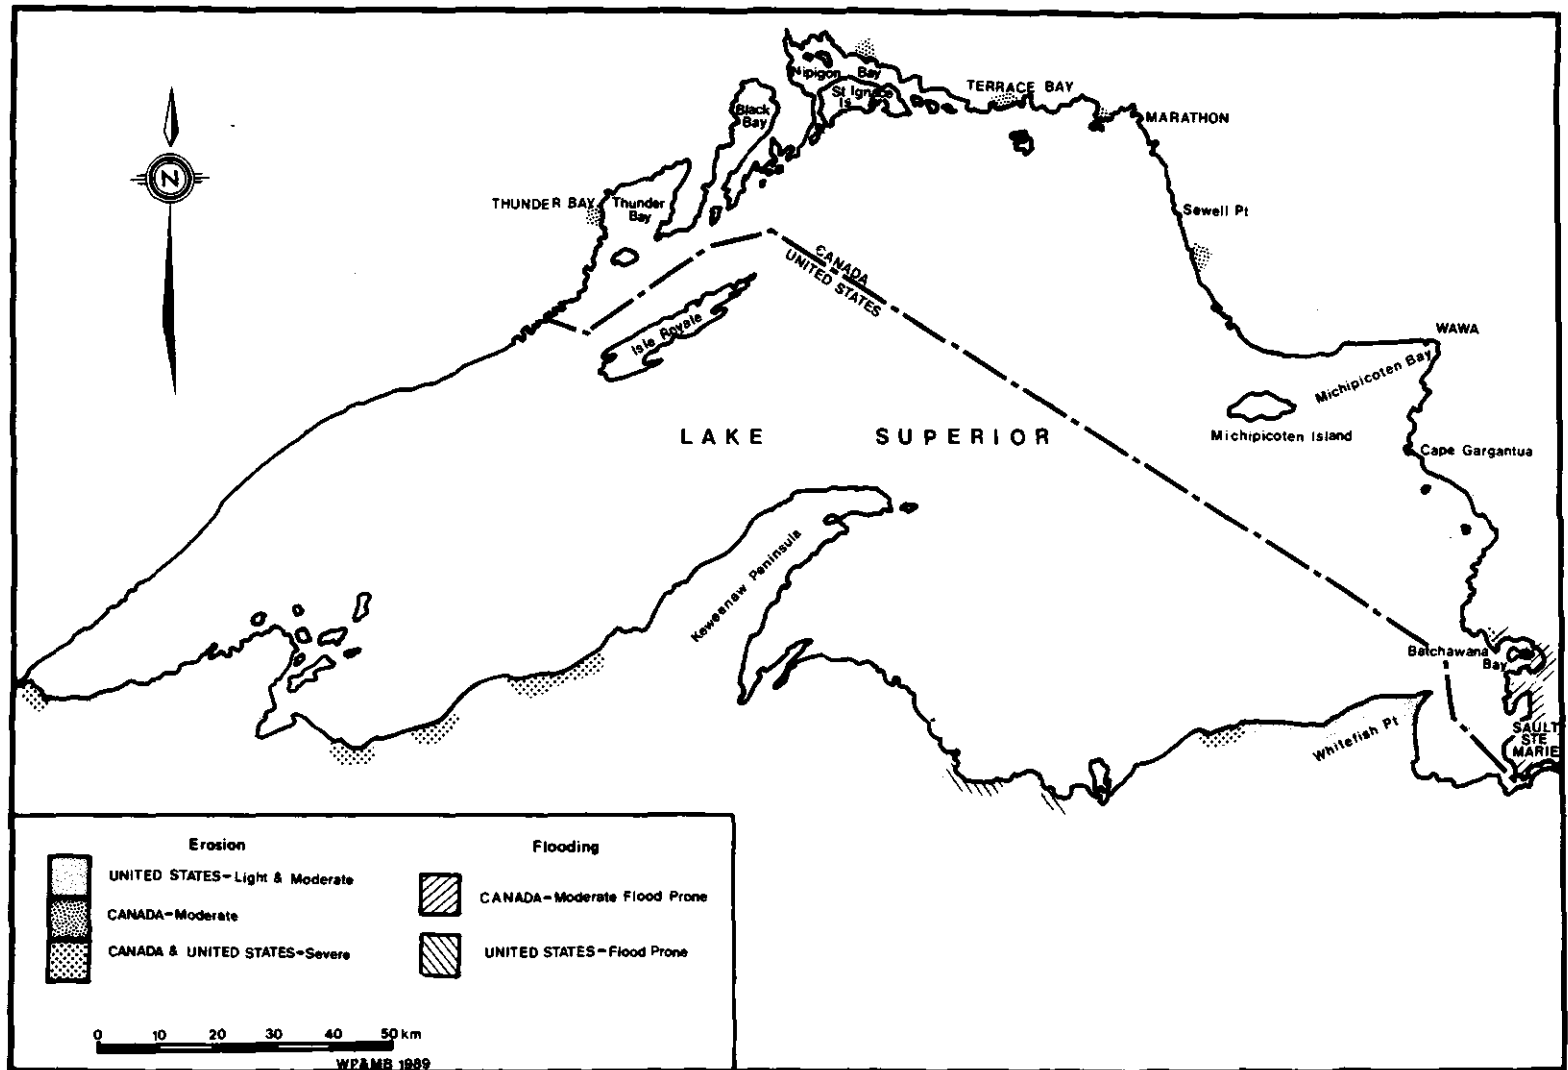 Nipigon Bay
St Ignace
Is
TERRACE BAY
Black
Bay
MARATHON
N
THUNDER BAY
Thunder
Bay
Sewell Pt
CANADA
UNITED STATES
Isle Royale
WAWA
Michipicoten Bay
LAKE SUPERIOR
Michipicoten Island
Cape Gargantua
Keweenaw Peninsula
Batchawana
Bay
Whitefish Pt
SAULT
STE
MARIE
Erosion
UNITED STATES-Light & Moderate
CANADA-Moderate
CANADA & UNITED STATES-Severe
Flooding
CANADA-Moderate Flood Prone
UNITED STATES-Flood Prone
0 10 20 30 40 50 km
WP&MB 1989